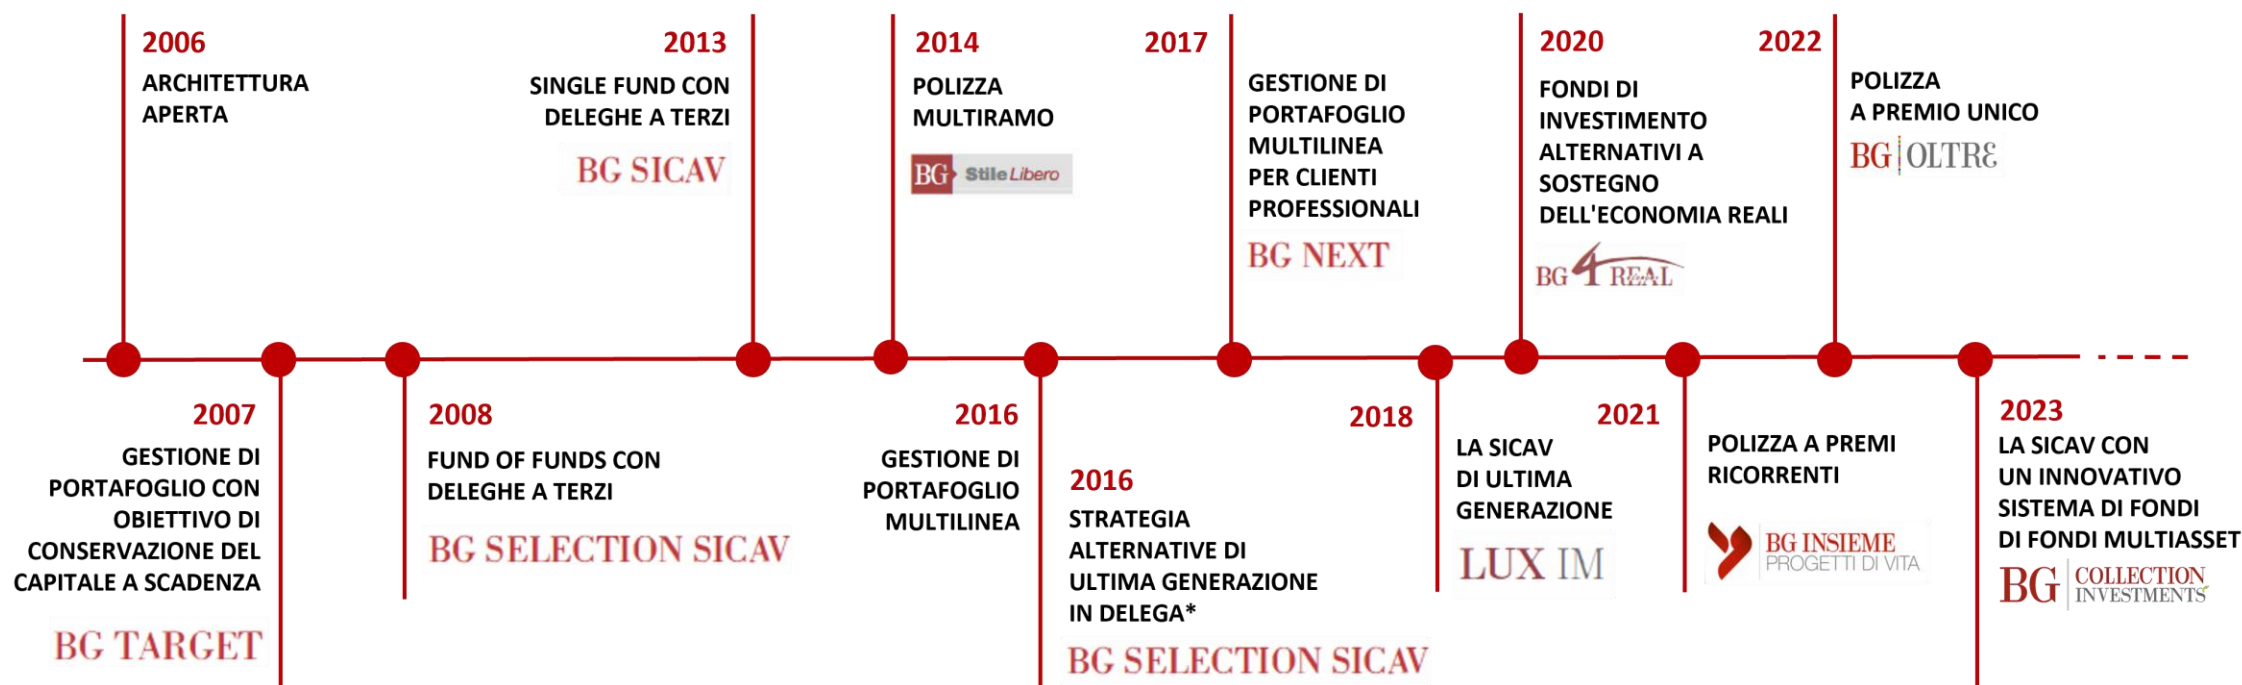 2006
ARCHITETTURA
APERTA
2013
SINGLE FUND CON
DELEGHE A TERZI
BG SICAV
2014
POLIZZA
MULTIRAMO
BG Stile Libero
2017
GESTIONE DI
PORTAFOGLIO
MULTILINEA
PER CLIENTI
PROFESSIONALI
BG NEXT
2020
FONDI DI
INVESTIMENTO
ALTERNATIVI A
SOSTEGNO
DELL'ECONOMIA REALI
BG 4 REAL
2022
POLIZZA
A PREMIO UNICO
BG OLTRE
2007
GESTIONE DI
PORTAFOGLIO CON
OBIETTIVO DI
CONSERVAZIONE DEL
CAPITALE A SCADENZA
BG TARGET
2008
FUND OF FUNDS CON
DELEGHE A TERZI
BG SELECTION SICAV
2016
GESTIONE DI
PORTAFOGLIO
MULTILINEA
2016
STRATEGIA
ALTERNATIVE DI
ULTIMA GENERAZIONE
IN DELEGA*
BG SELECTION SICAV
2018
LA SICAV
DI ULTIMA
GENERAZIONE
LUX IM
2021
POLIZZA A PREMI
RICORRENTI
BG INSIEME
PROGETTI DI VITA
2023
LA SICAV CON
UN INNOVATIVO
SISTEMA DI FONDI
DI FONDI MULTIASSET
BG COLLECTION
INVESTMENTS